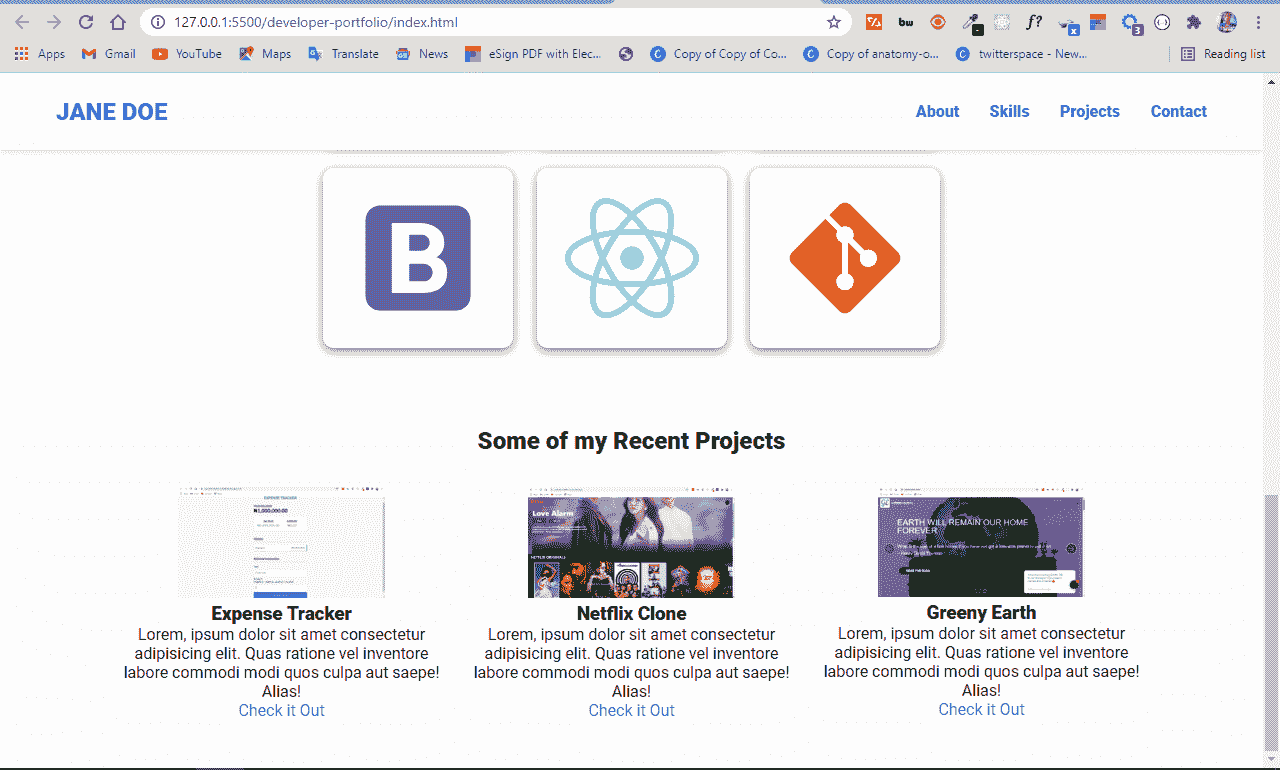 127.0.0.1:5500/developer-portfolio/index.html
bw
f?
x
3
Apps
Gmail
YouTube
Maps
Translate
News
eSign PDF with Elec...
Copy of Copy of Co...
Copy of anatomy-o...
twitterspace - New...
Reading list
JANE DOE
About
Skills
Projects
Contact
B
Some of my Recent Projects
EXPENSE TRACKER
Love Alarm
NETFLIX ORIGINALS
EARTH WILL REMAIN OUR HOME
FOREVER
Expense Tracker
Lorem, ipsum dolor sit amet consectetur
adipisicing elit. Quas ratione vel inventore
labore commodi modi quos culpa aut saepe!
Alias!
Check it Out
Netflix Clone
Lorem, ipsum dolor sit amet consectetur
adipisicing elit. Quas ratione vel inventore
labore commodi modi quos culpa aut saepe!
Alias!
Check it Out
Greeny Earth
Lorem, ipsum dolor sit amet consectetur
adipisicing elit. Quas ratione vel inventore
labore commodi modi quos culpa aut saepe!
Alias!
Check it Out